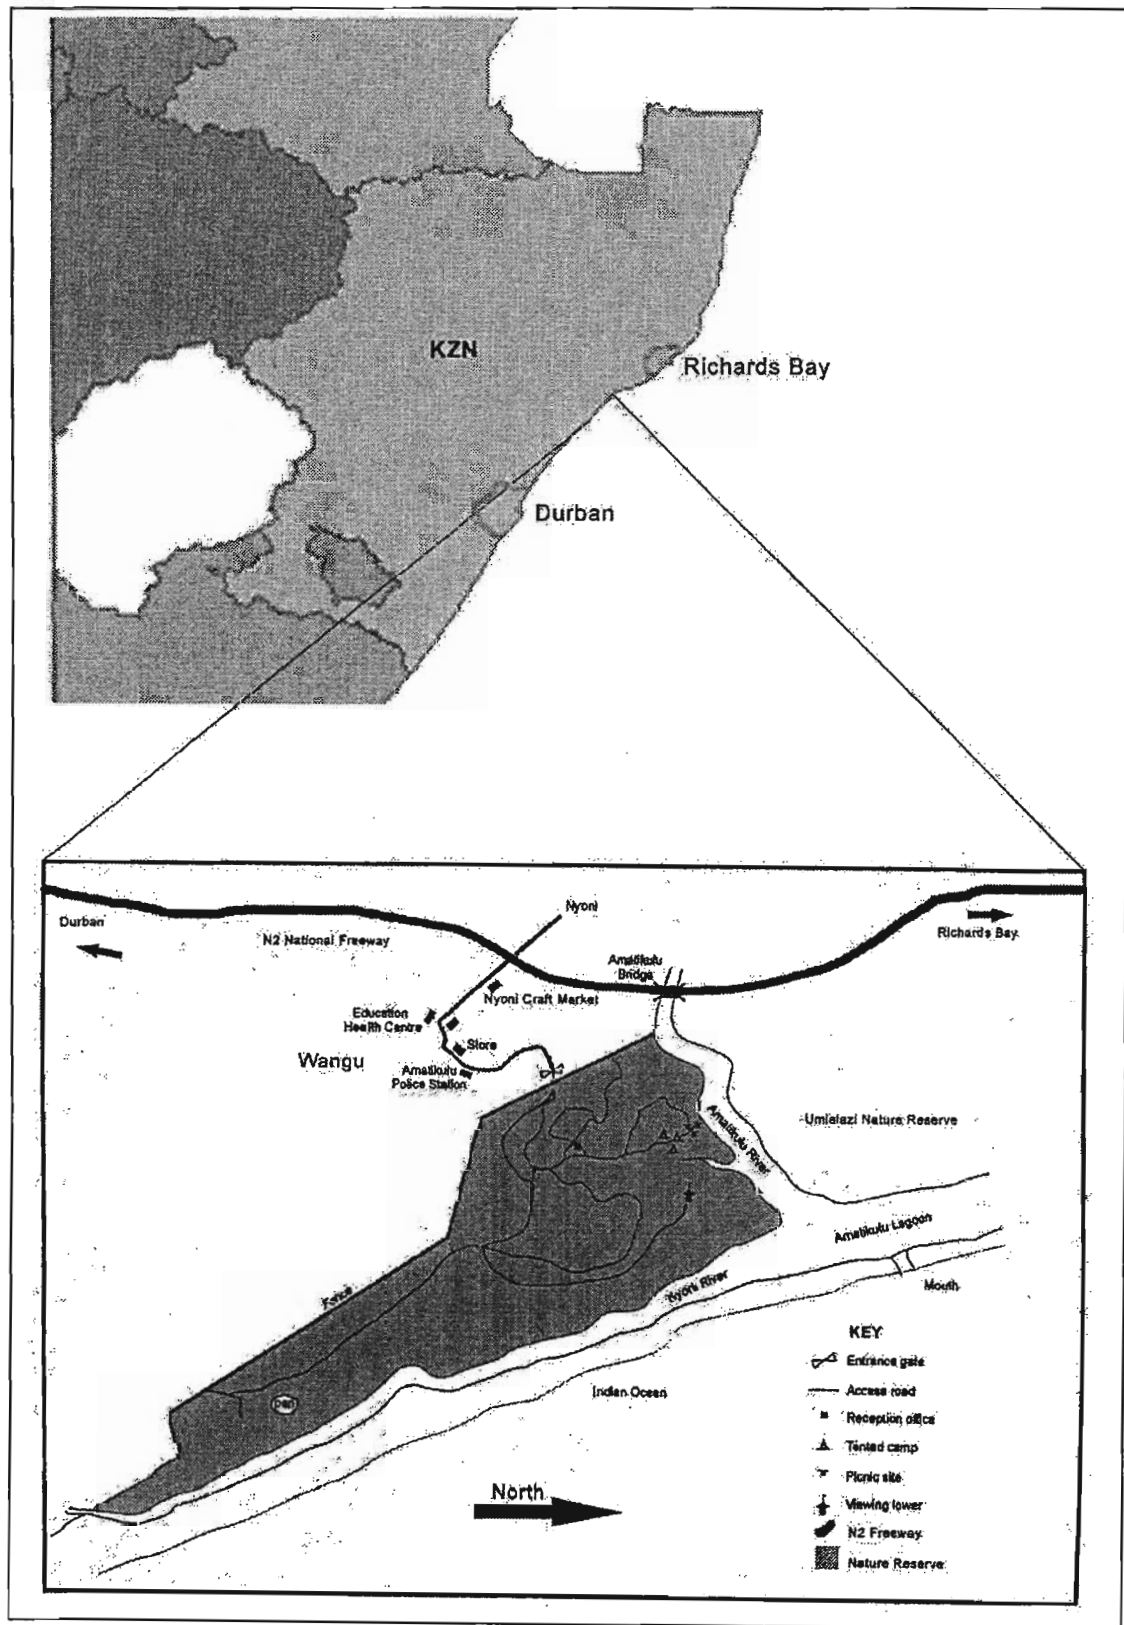 KZN
Richards Bay
Durban
Nyoni
Durban
N2 National Freeway
Richards Bay
Amatikulu
Bridge
Nyoni Craft Market
Education
Health Centre
Store
Wangu
Amatikulu
Police Station
Amatikulu River
Umlalazi Nature Reserve
Amatikulu Lagoon
Fence
Nyoni River
Mouth
KEY
Entrance gate
Indian Ocean
Access road
pan
Reception office
Tented camp
Picnic site
North
Viewing tower
N2 Freeway
Nature Reserve